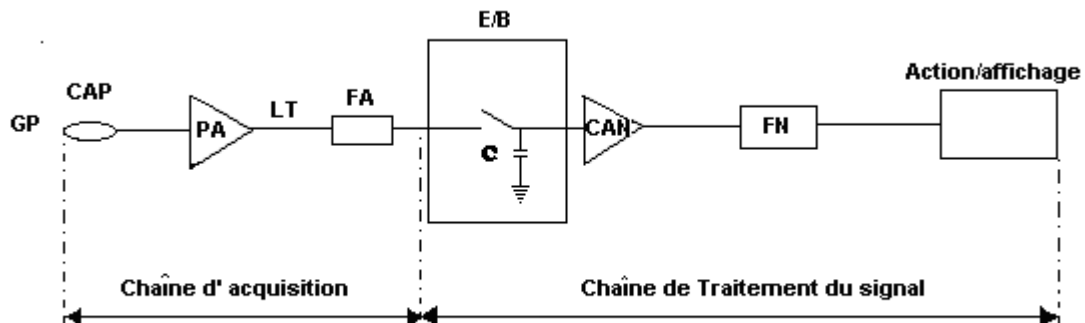 E/B
Action/affichage
CAP
LT
FA
GP
PA
CAN
FN
C
Chaîne d' acquisition
Chaîne de Traitement du signal